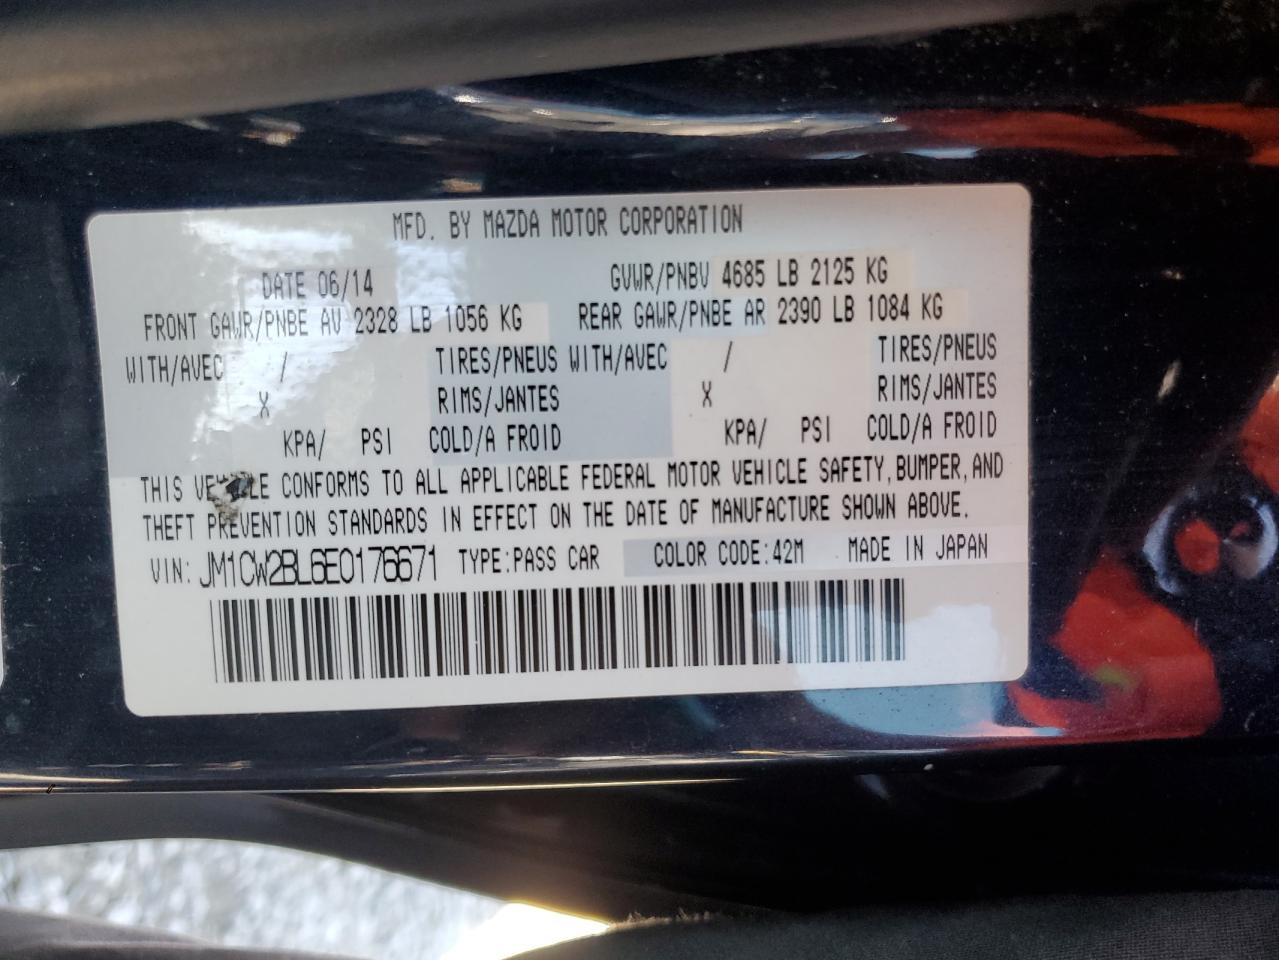 MFD. BY MAZDA MOTOR CORPORATION
DATE 06/14 GVWR/PNBV 4685 LB 2125 KG
FRONT GAWR/PNBE AV 2328 LB 1056 KG REAR GAWR/PNBE AR 2390 LB 1084 KG
WITH/AVEC / TIRES/PNEUS WITH/AVEC / TIRES/PNEUS
X RIMS/JANTES X RIMS/JANTES
KPA/ PSI COLD/A FROID KPA/ PSI COLD/A FROID
THIS VEHICLE CONFORMS TO ALL APPLICABLE FEDERAL MOTOR VEHICLE SAFETY, BUMPER, AND
THEFT PREVENTION STANDARDS IN EFFECT ON THE DATE OF MANUFACTURE SHOWN ABOVE.
VIN: JM1CW2BL6E0176671 TYPE: PASS CAR COLOR CODE: 42M MADE IN JAPAN